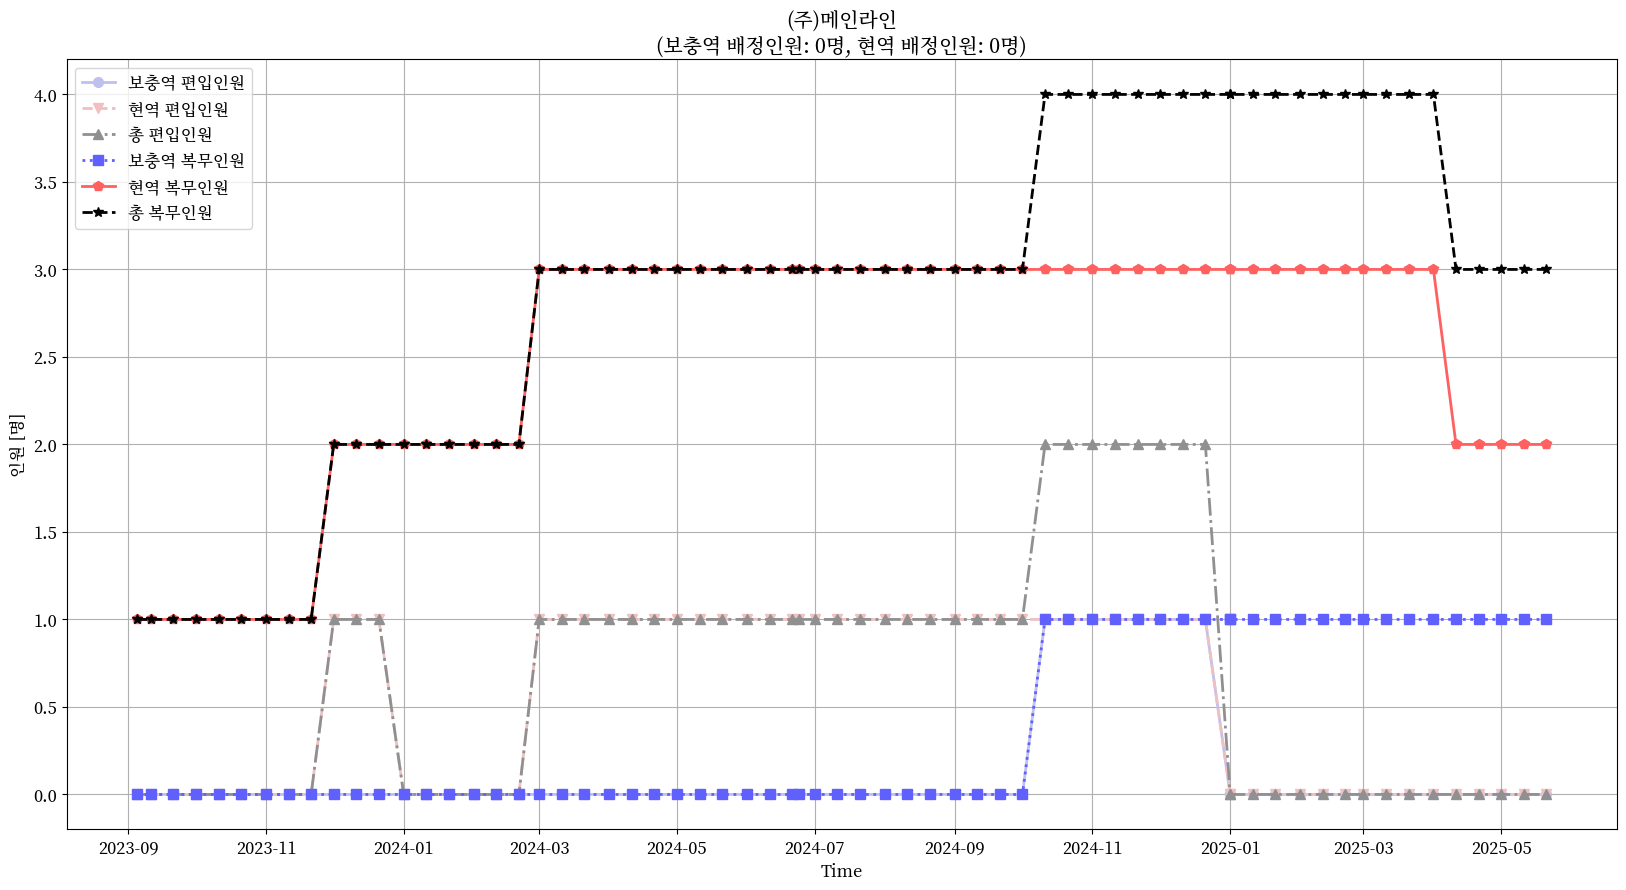 (주)메인라인
(보충역 배정인원: 0명, 현역 배정인원: 0명)
보충역 편입인원
현역 편입인원
총 편입인원
보충역 복무인원
현역 복무인원
총 복무인원
인원 [명]
4.0
3.5
3.0
2.5
2.0
1.5
1.0
0.5
0.0
2023-09
2023-11
2024-01
2024-03
2024-05
2024-07
2024-09
2024-11
2025-01
2025-03
2025-05
Time